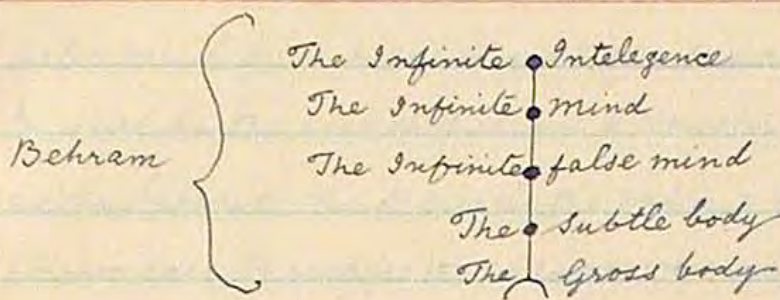 The Infinite Intelegence
The Infinite mind
Behram
The Infinite false mind
The Subtle body
The Gross body